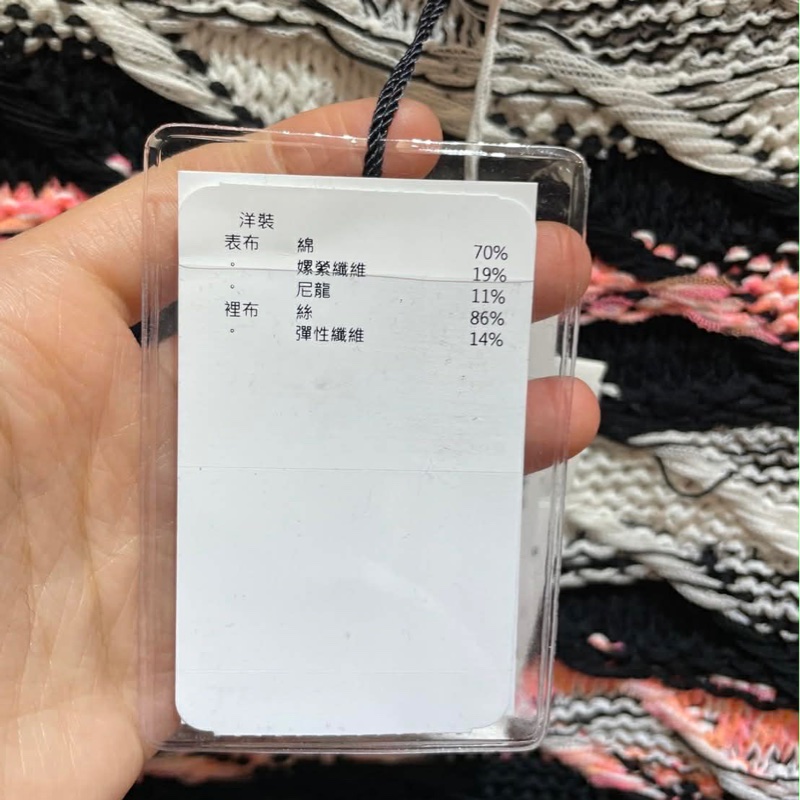 洋裝
表布 綿 70%
。 嫘縈纖維 19%
。 尼龍 11%
裡布 絲 86%
。 彈性纖維 14%